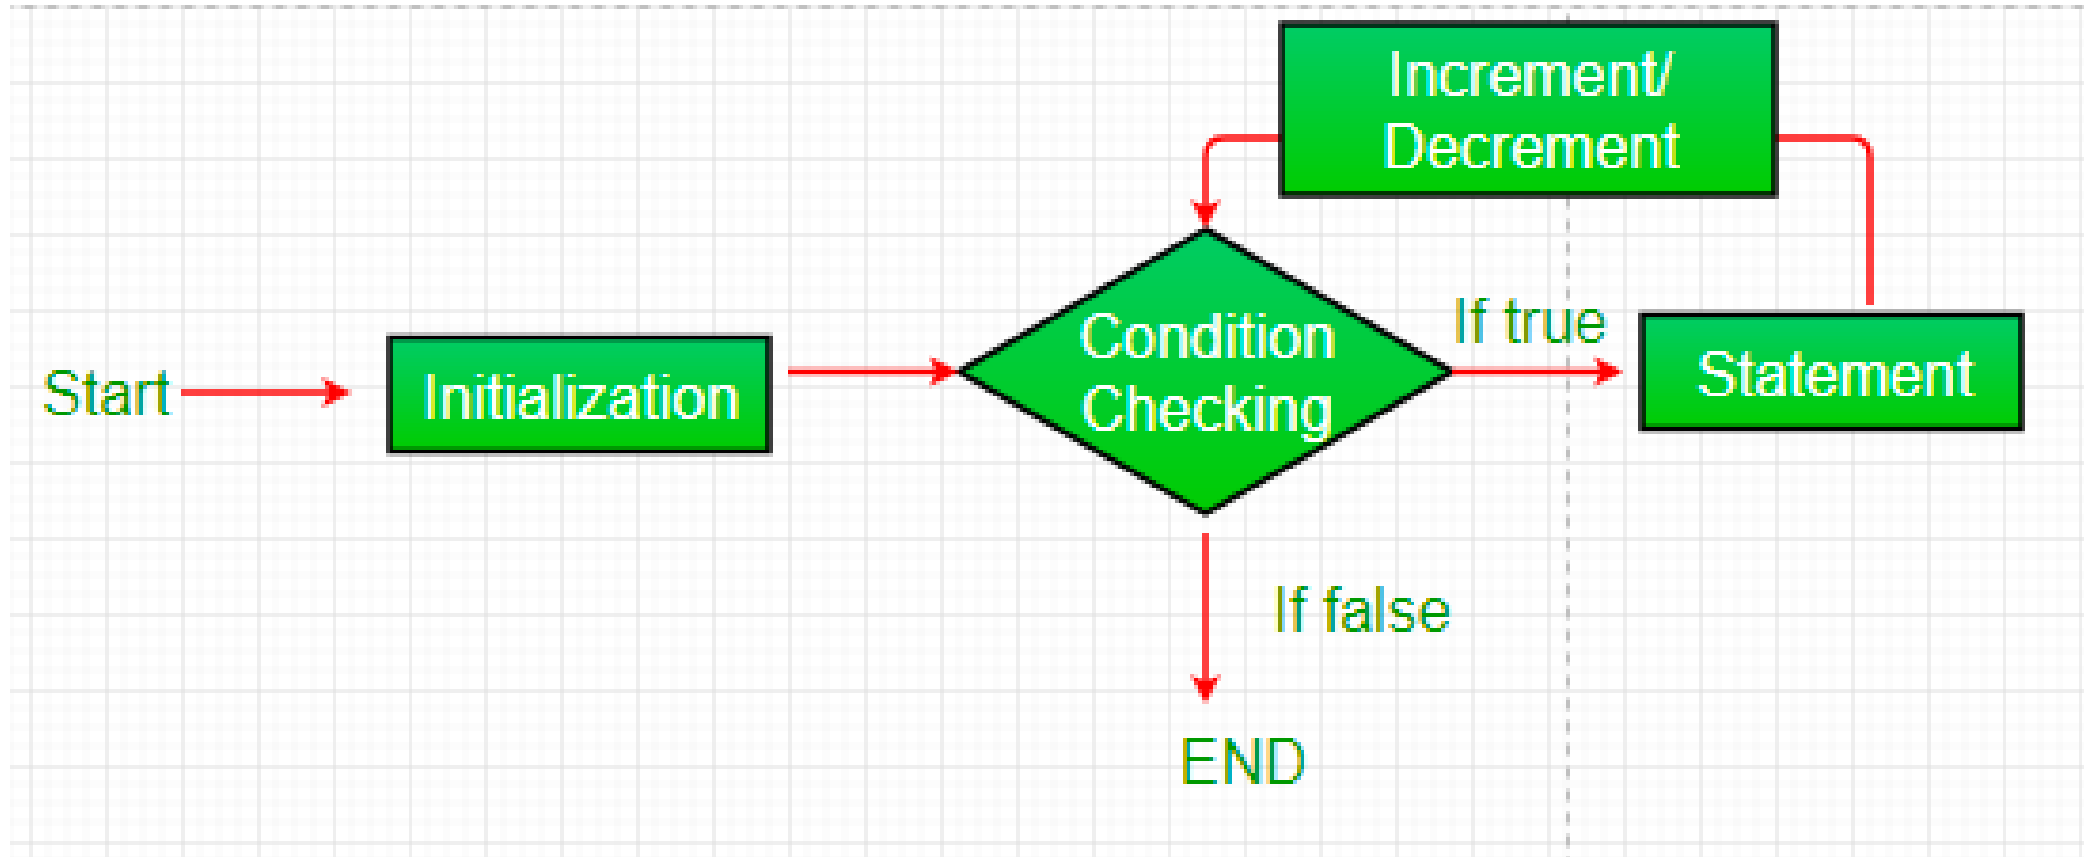 Increment/
Decrement
Start
Initialization
Condition
Checking
If true
Statement
If false
END